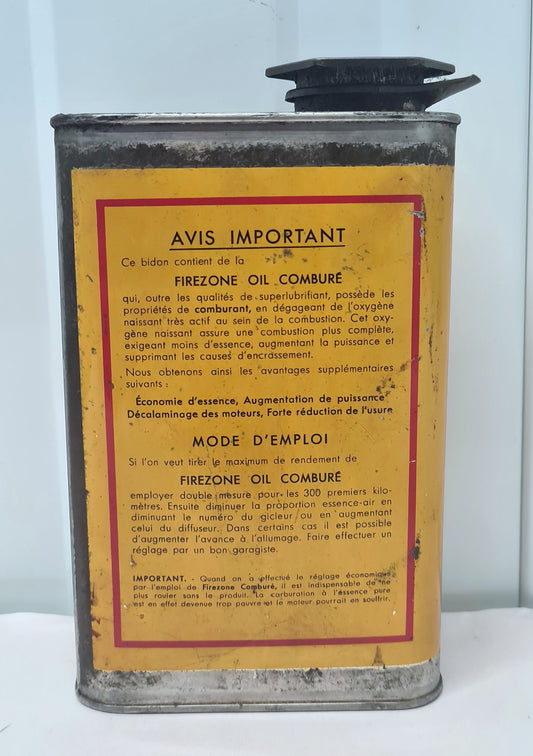 AVIS IMPORTANT
Ce bidon contient de la
FIREZONE OIL COMBURÉ
qui, outre les qualités de superlubrifiant, possède les
propriétés de comburant, en dégageant de l'oxygène
naissant très actif au sein de la combustion. Cet oxy-
gène naissant assure une combustion plus complète,
exigeant moins d'essence, augmentant la puissance et
supprimant les causes d'encrassement.
Nous obtenons ainsi les avantages supplémentaires
suivants :
Économie d'essence, Augmentation de puissance
Décalaminage des moteurs, Forte réduction de l'usure
MODE D'EMPLOI
Si l'on veut tirer le maximum de rendement de
FIREZONE OIL COMBURÉ
employer double mesure pour les 300 premiers kilo-
mètres. Ensuite diminuer la proportion essence-air en
diminuant le numéro du gicleur ou en augmentant
celui du diffuseur. Dans certains cas il est possible
d'augmenter l'avance à l'allumage. Faire effectuer un
réglage par un bon garagiste.
IMPORTANT. - Quand on a effectué le réglage économique
par l'emploi de Firezone Comburé, il est indispensable de ne
plus rouler sans le produit. La carburation à l'essence pure
est en effet devenue trop pauvre et le moteur pourrait en souffrir.